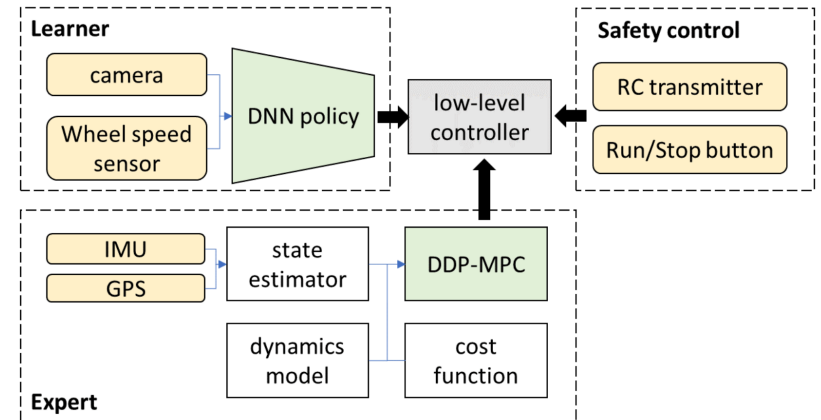 Learner
camera
Wheel speed
sensor
DNN policy
low-level
controller
Safety control
RC transmitter
Run/Stop button
IMU
GPS
state
estimator
DDP-MPC
dynamics
model
cost
function
Expert